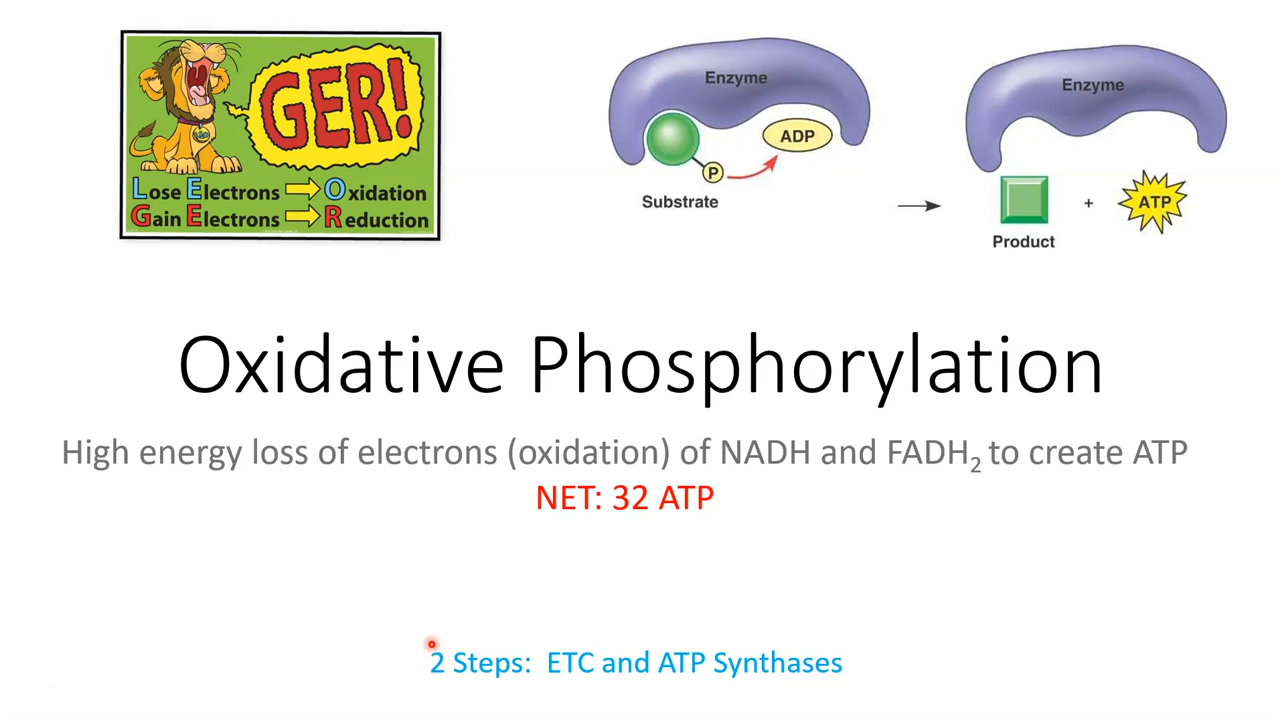 GER!
Lose Electrons Oxidation
Gain Electrons Reduction
Enzyme
ADP
P
Substrate
Enzyme
Product
+
ATP
Oxidative Phosphorylation
High energy loss of electrons (oxidation) of NADH and FADH₂ to create ATP
NET: 32 ATP
2 Steps: ETC and ATP Synthases